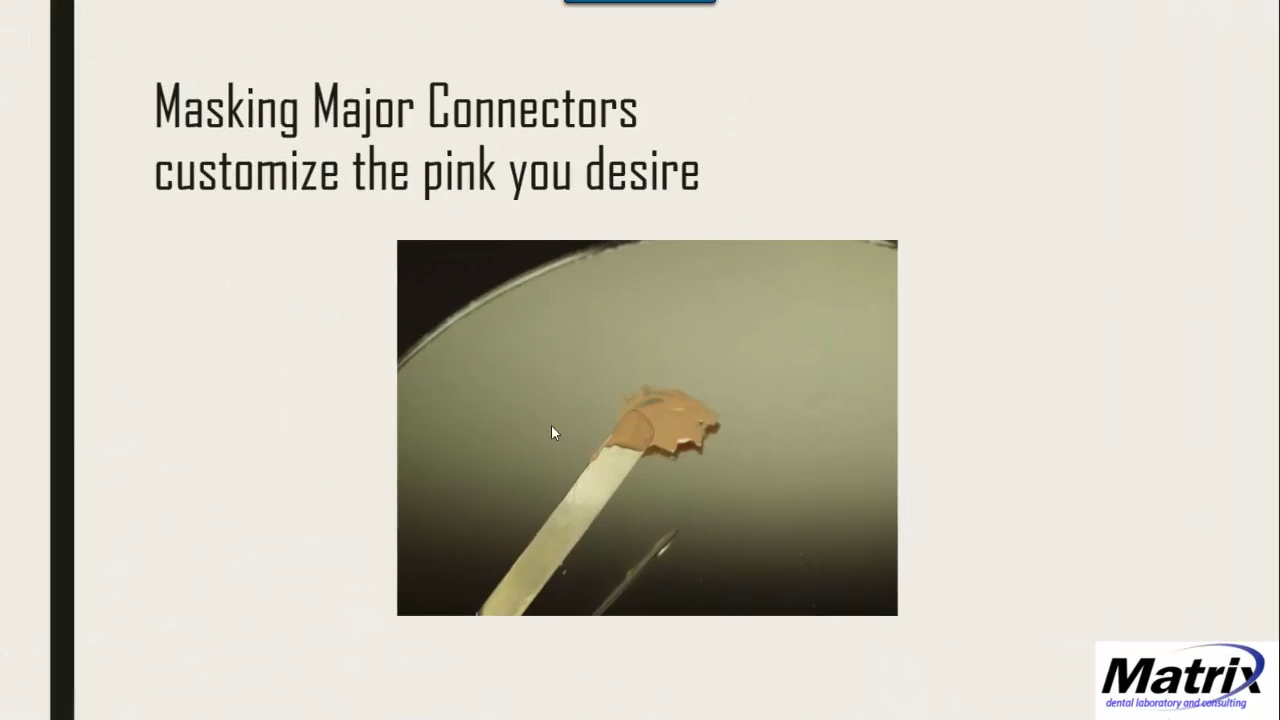 Masking Major Connectors
customize the pink you desire
Matrix
dental laboratory and consulting